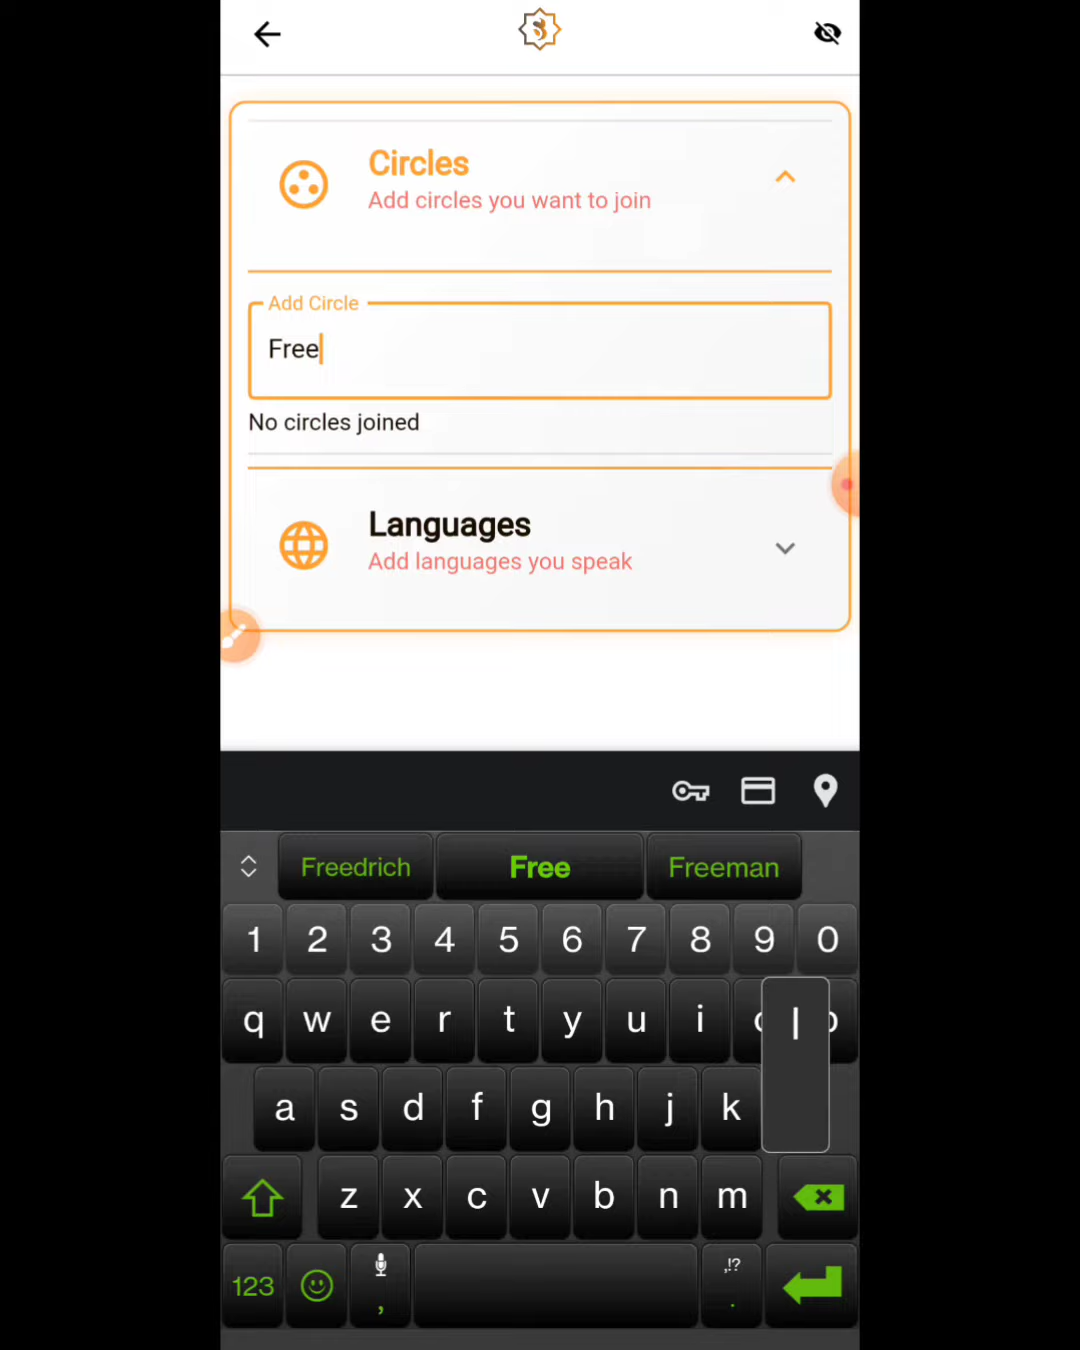 Circles
Add circles you want to join
Add Circle
Free
No circles joined
Languages
Add languages you speak
Freedrich Free Freeman
1 2 3 4 5 6 7 8 9 0
q w e r t y u i o p
a s d f g h j k l
z x c v b n m
123 , ,!? .